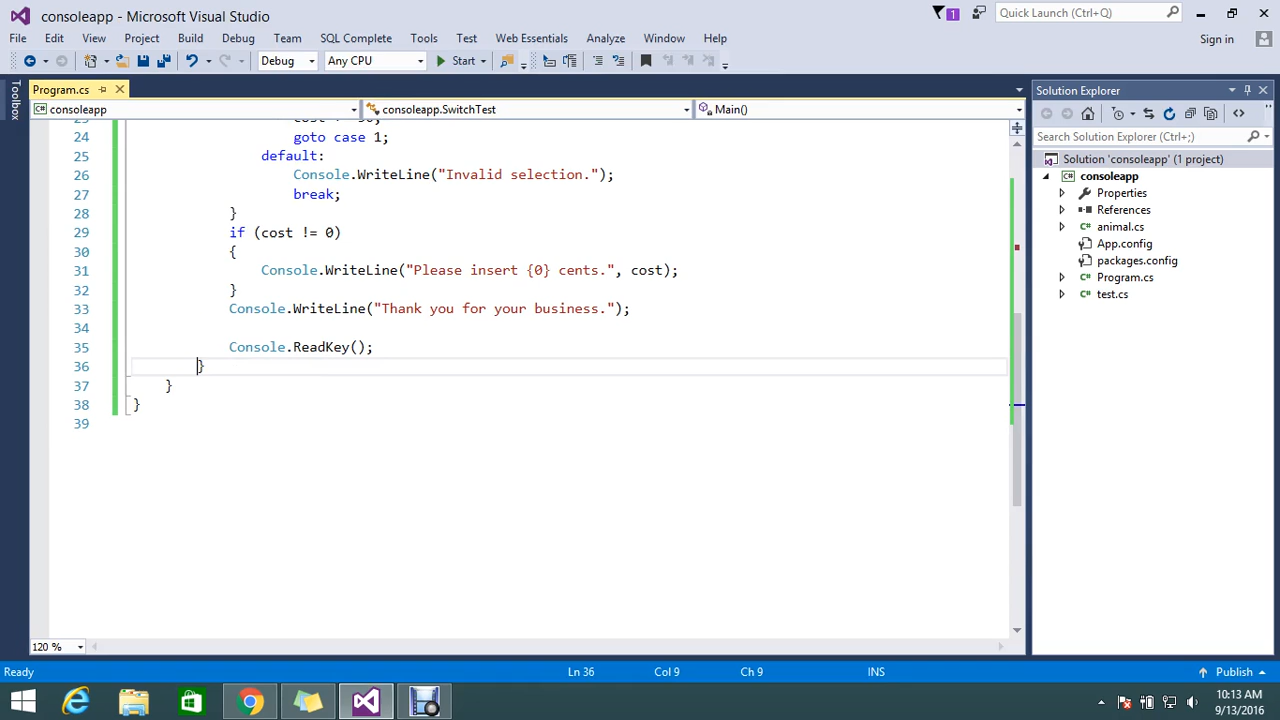 consoleapp - Microsoft Visual Studio
1
Quick Launch (Ctrl+Q)
File Edit View Project Build Debug Team SQL Complete Tools Test Web Essentials Analyze Window Help
Sign in
Debug Any CPU Start
Toolbox
Program.cs
consoleapp consoleapp.SwitchTest Main()
24 goto case 1;
25 default:
26 Console.WriteLine("Invalid selection.");
27 break;
28 }
29 if (cost != 0)
30 {
31 Console.WriteLine("Please insert {0} cents.", cost);
32 }
33 Console.WriteLine("Thank you for your business.");
34
35 Console.ReadKey();
36 }
37 }
38 }
39
120 %
Solution Explorer
Search Solution Explorer (Ctrl+;)
Solution 'consoleapp' (1 project)
C# consoleapp
Properties
References
animal.cs
App.config
packages.config
Program.cs
test.cs
Ready Ln 36 Col 9 Ch 9 INS Publish
10:13 AM
9/13/2016